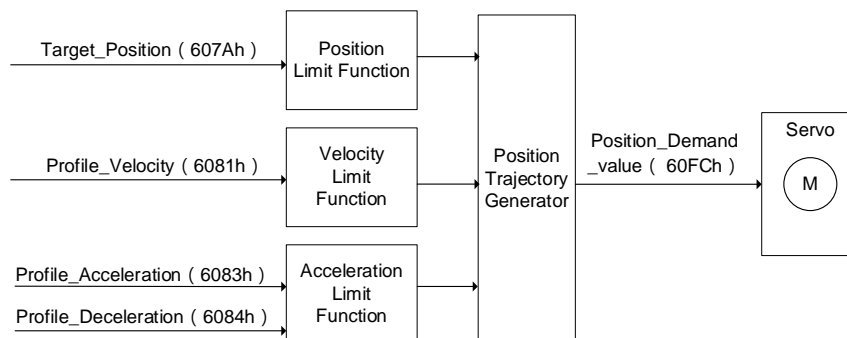 Target_Position ( 607Ah )
Position
Limit Function
Profile_Velocity ( 6081h )
Velocity
Limit
Function
Profile_Acceleration ( 6083h )
Profile_Deceleration ( 6084h )
Acceleration
Limit
Function
Position
Trajectory
Generator
Position_Demand
_value ( 60FCh )
Servo
M